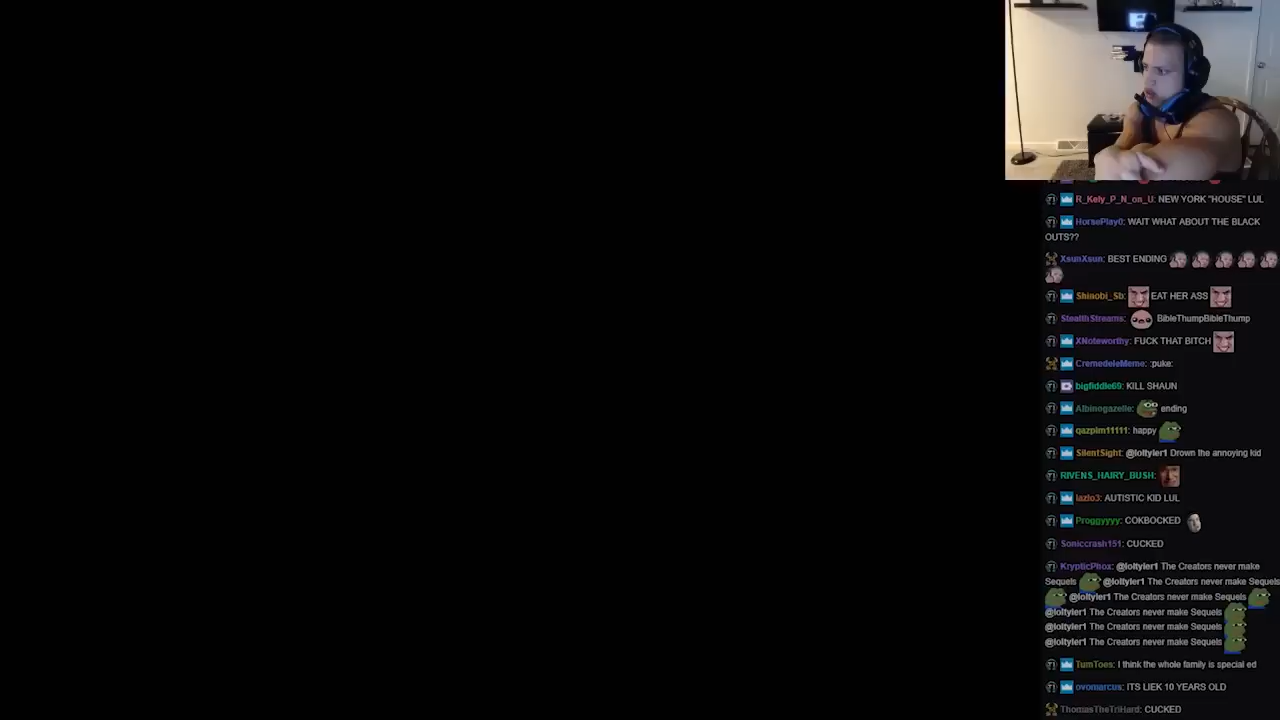 R_Kely_P_N_on_U: NEW YORK "HOUSE" LUL
HorsePlay0: WAIT WHAT ABOUT THE BLACK
OUTS??
XsunXsun: BEST ENDING
Shinobi_Sb: EAT HER ASS
StealthStreams: BibleThumpBibleThump
XNoteworthy: FUCK THAT BITCH
CremedeleMeme: :puke:
bigfiddle69: KILL SHAUN
Albinogazelle: ending
qazplm11111: happy
SilentSight: @loltyler1 Drown the annoying kid
RIVENS_HAIRY_BUSH:
lazlo3: AUTISTIC KID LUL
Proggyyyy: COKBOCKED
Soniccrash151: CUCKED
KrypticPhox: @loltyler1 The Creators never make
Sequels @loltyler1 The Creators never make Sequels
@loltyler1 The Creators never make Sequels
@loltyler1 The Creators never make Sequels
@loltyler1 The Creators never make Sequels
@loltyler1 The Creators never make Sequels
TumToes: I think the whole family is special ed
ovomarcus: ITS LIEK 10 YEARS OLD
ThomasTheTriHard: CUCKED